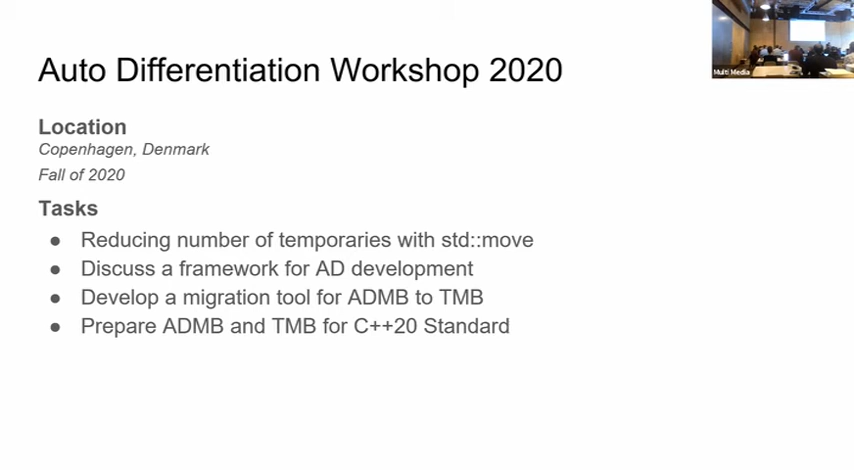 Auto Differentiation Workshop 2020
Multi Media
Location
Copenhagen, Denmark
Fall of 2020
Tasks
● Reducing number of temporaries with std::move
● Discuss a framework for AD development
● Develop a migration tool for ADMB to TMB
● Prepare ADMB and TMB for C++20 Standard